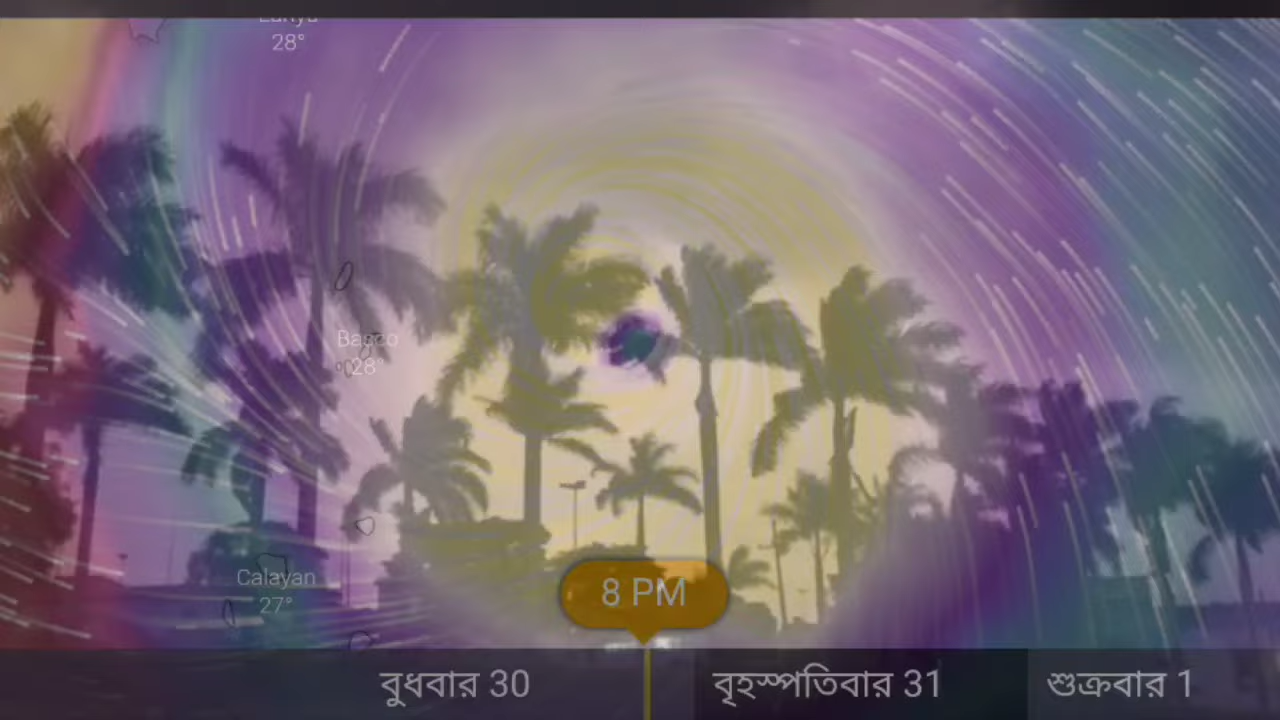 28°
Basco
28°
Calayan
27°
8 PM
বুধবার 30
বৃহস্পতিবার 31
শুক্রবার 1